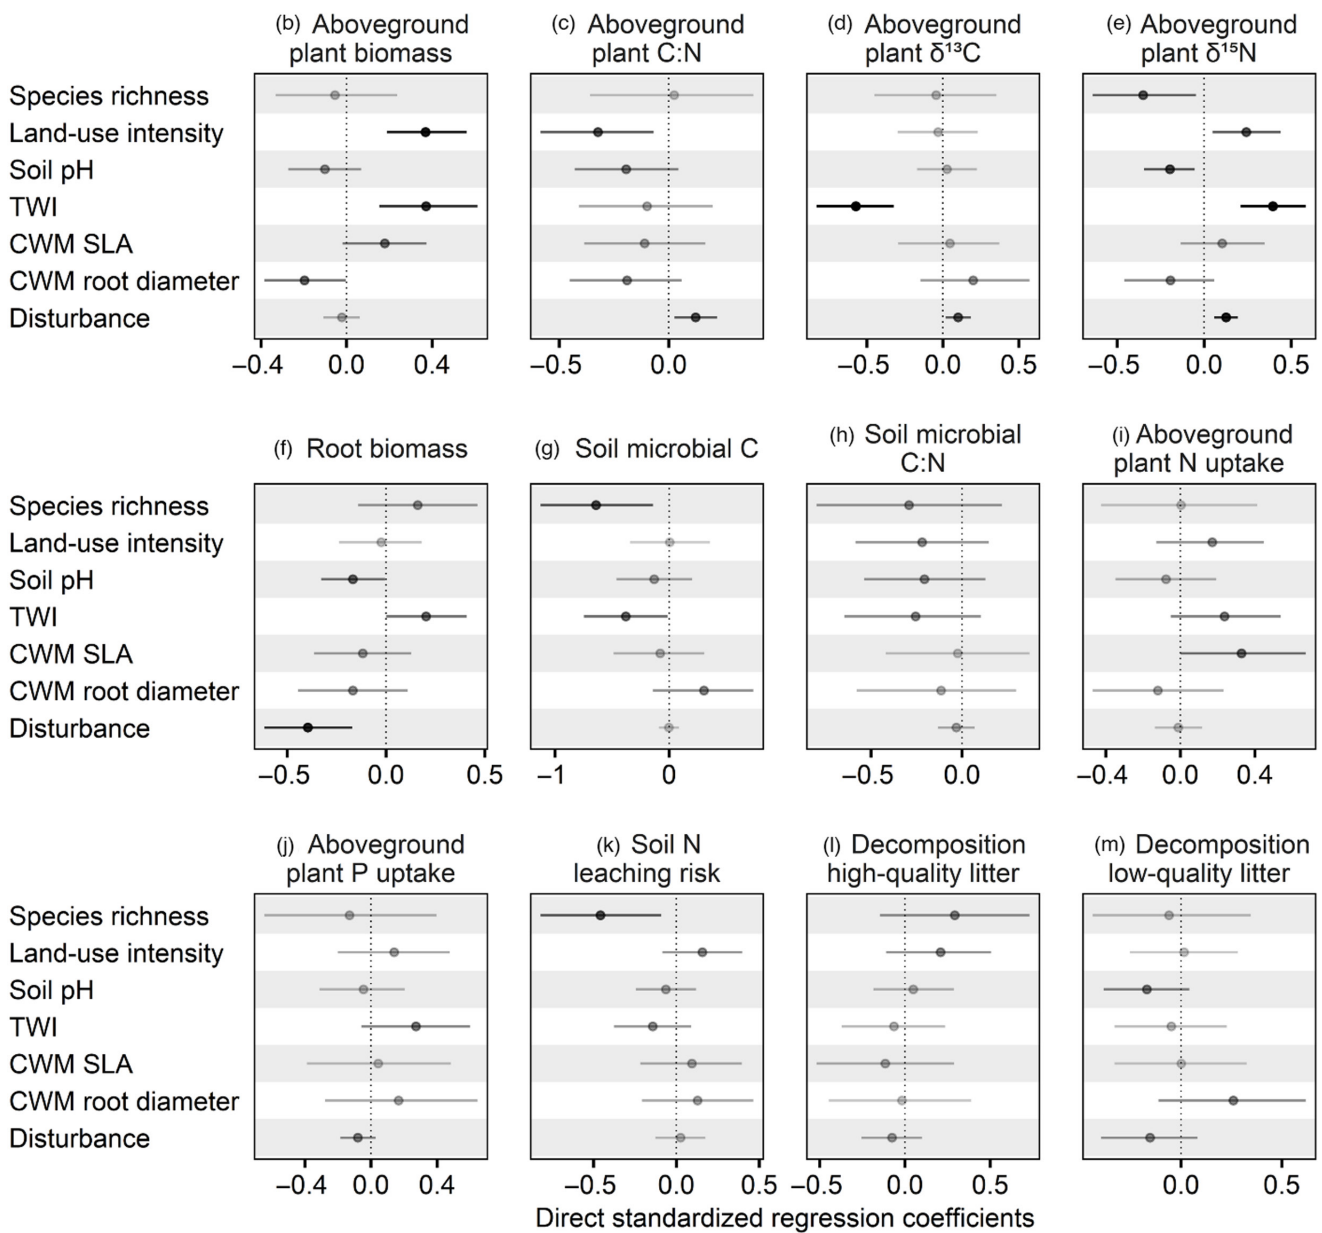 (b) Aboveground
plant biomass
(c) Aboveground
plant C:N
(d) Aboveground
plant δ¹³C
(e) Aboveground
plant δ¹⁵N
Species richness
Land-use intensity
Soil pH
TWI
CWM SLA
CWM root diameter
Disturbance
−0.4 0.0 0.4
−0.5 0.0
−0.5 0.0 0.5
−0.5 0.0 0.5
(f) Root biomass
(g) Soil microbial C
(h) Soil microbial
C:N
(i) Aboveground
plant N uptake
Species richness
Land-use intensity
Soil pH
TWI
CWM SLA
CWM root diameter
Disturbance
−0.5 0.0 0.5
−1 0
−0.5 0.0
−0.4 0.0 0.4
(j) Aboveground
plant P uptake
(k) Soil N
leaching risk
(l) Decomposition
high-quality litter
(m) Decomposition
low-quality litter
Species richness
Land-use intensity
Soil pH
TWI
CWM SLA
CWM root diameter
Disturbance
−0.4 0.0 0.4
−0.5 0.0 0.5
−0.5 0.0 0.5
0.0 0.5
Direct standardized regression coefficients